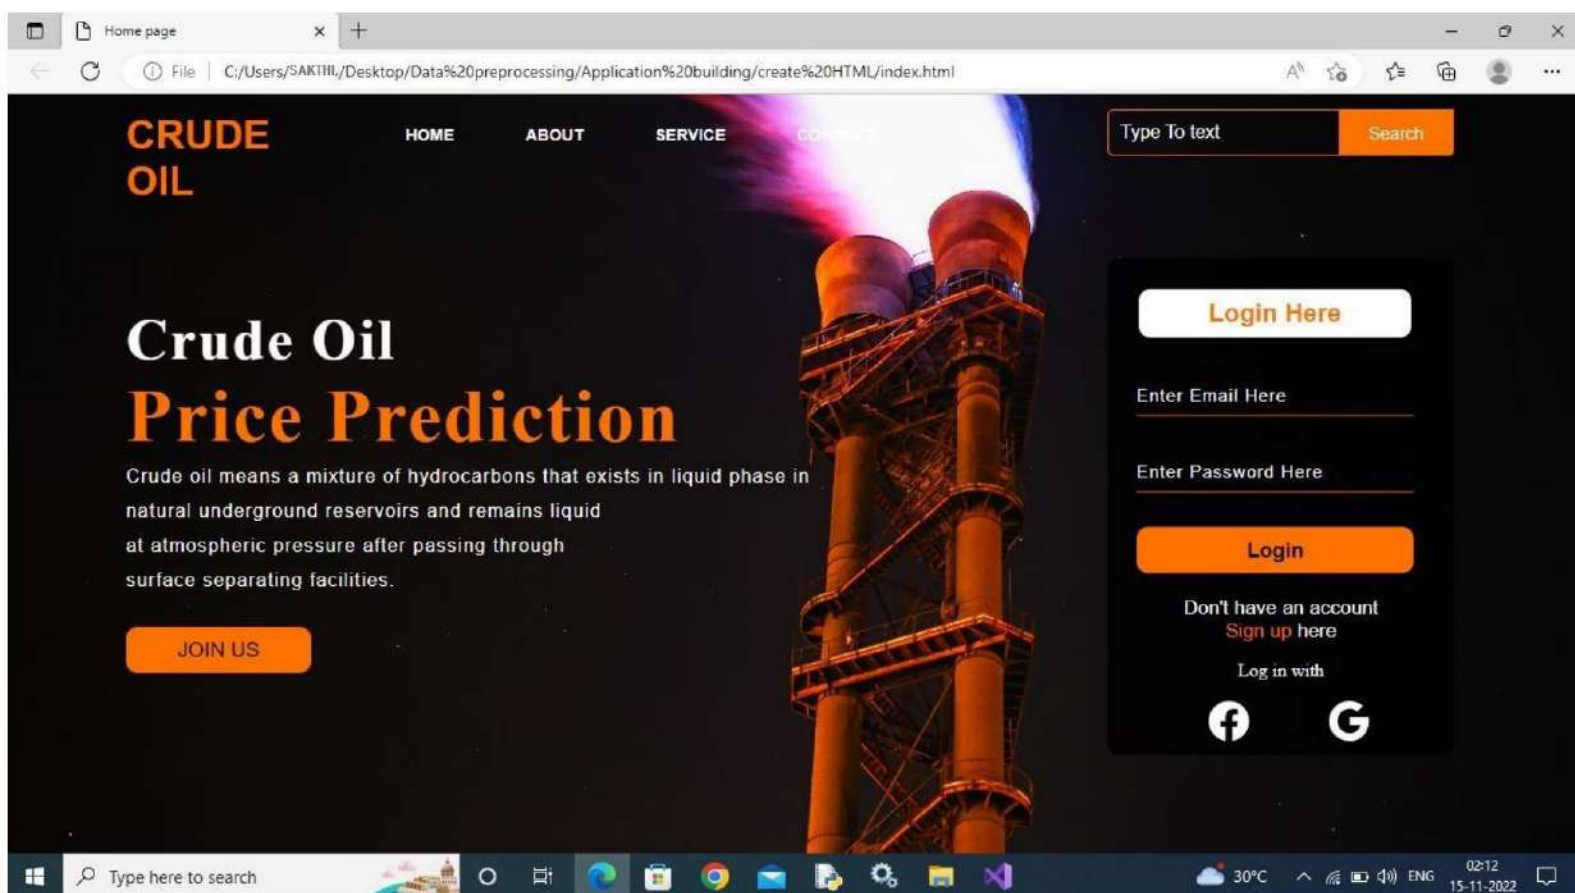 Home page
File
C:/Users/SAKTHI,/Desktop/Data%20preprocessing/Application%20building/create%20HTML/index.html
CRUDE
OIL
HOME ABOUT SERVICE CONTACT
Type To text
Search
Crude Oil
Price Prediction
Crude oil means a mixture of hydrocarbons that exists in liquid phase in
natural underground reservoirs and remains liquid
at atmospheric pressure after passing through
surface separating facilities.
JOIN US
Login Here
Enter Email Here
Enter Password Here
Login
Don't have an account
Sign up here
Log in with
Type here to search
30°C
ENG
02:12
15-11-2022